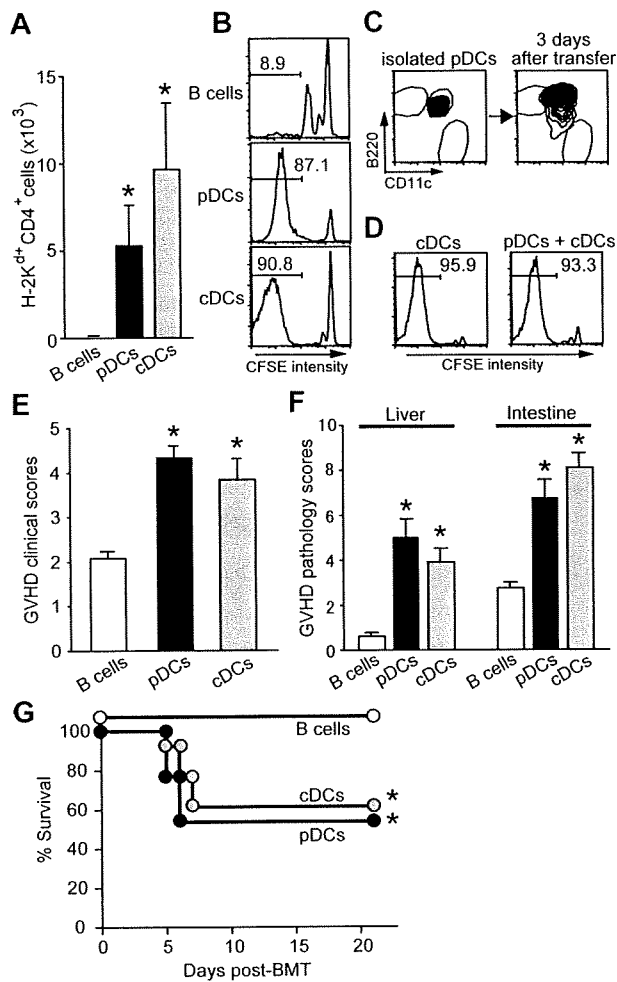 A
H-2Kd+ CD4+ cells (x10³)
15
10
5
0
*
*
B cells
pDCs
cDCs
B
B cells
8.9
pDCs
87.1
cDCs
90.8
CFSE intensity
C
isolated pDCs
3 days
after transfer
B220
CD11c
D
cDCs
pDCs + cDCs
95.9
93.3
CFSE intensity
E
GVHD clinical scores
5
4
3
2
1
0
*
*
B cells
pDCs
cDCs
F
Liver
Intestine
GVHD pathology scores
10
8
6
4
2
0
*
*
*
*
B cells
pDCs
cDCs
B cells
pDCs
cDCs
G
% Survival
100
80
60
40
20
0
B cells
cDCs
*
pDCs
*
0
5
10
15
20
Days post-BMT